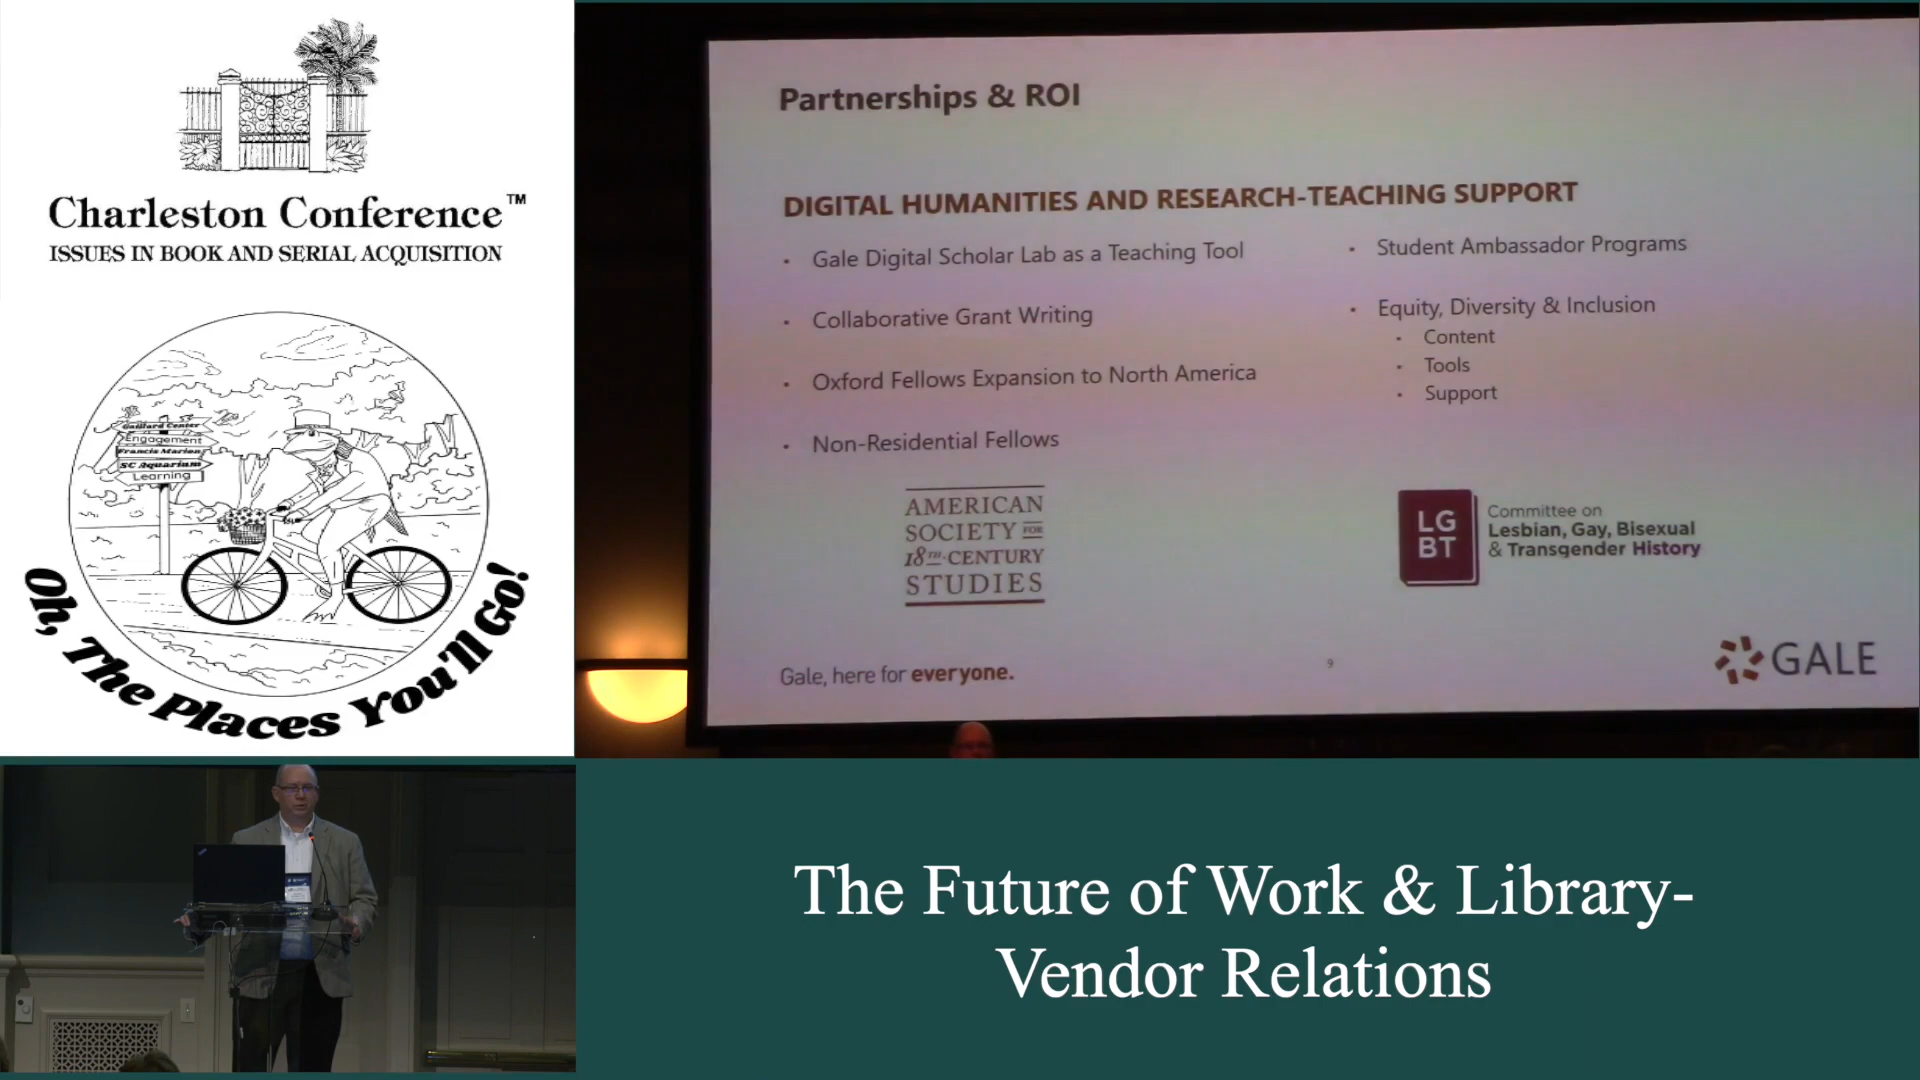 Charleston Conference™
ISSUES IN BOOK AND SERIAL ACQUISITION
Gaillard Center
Engagement
Francis Marion
SC Aquarium
Learning
Oh, The Places You'll Go!
Partnerships & ROI
DIGITAL HUMANITIES AND RESEARCH-TEACHING SUPPORT
· Gale Digital Scholar Lab as a Teaching Tool
· Collaborative Grant Writing
· Oxford Fellows Expansion to North America
· Non-Residential Fellows
· Student Ambassador Programs
· Equity, Diversity & Inclusion
· Content
· Tools
· Support
AMERICAN
SOCIETY FOR
18TH-CENTURY
STUDIES
LG
BT
Committee on
Lesbian, Gay, Bisexual
& Transgender History
Gale, here for everyone.
9
GALE
The Future of Work & Library-
Vendor Relations